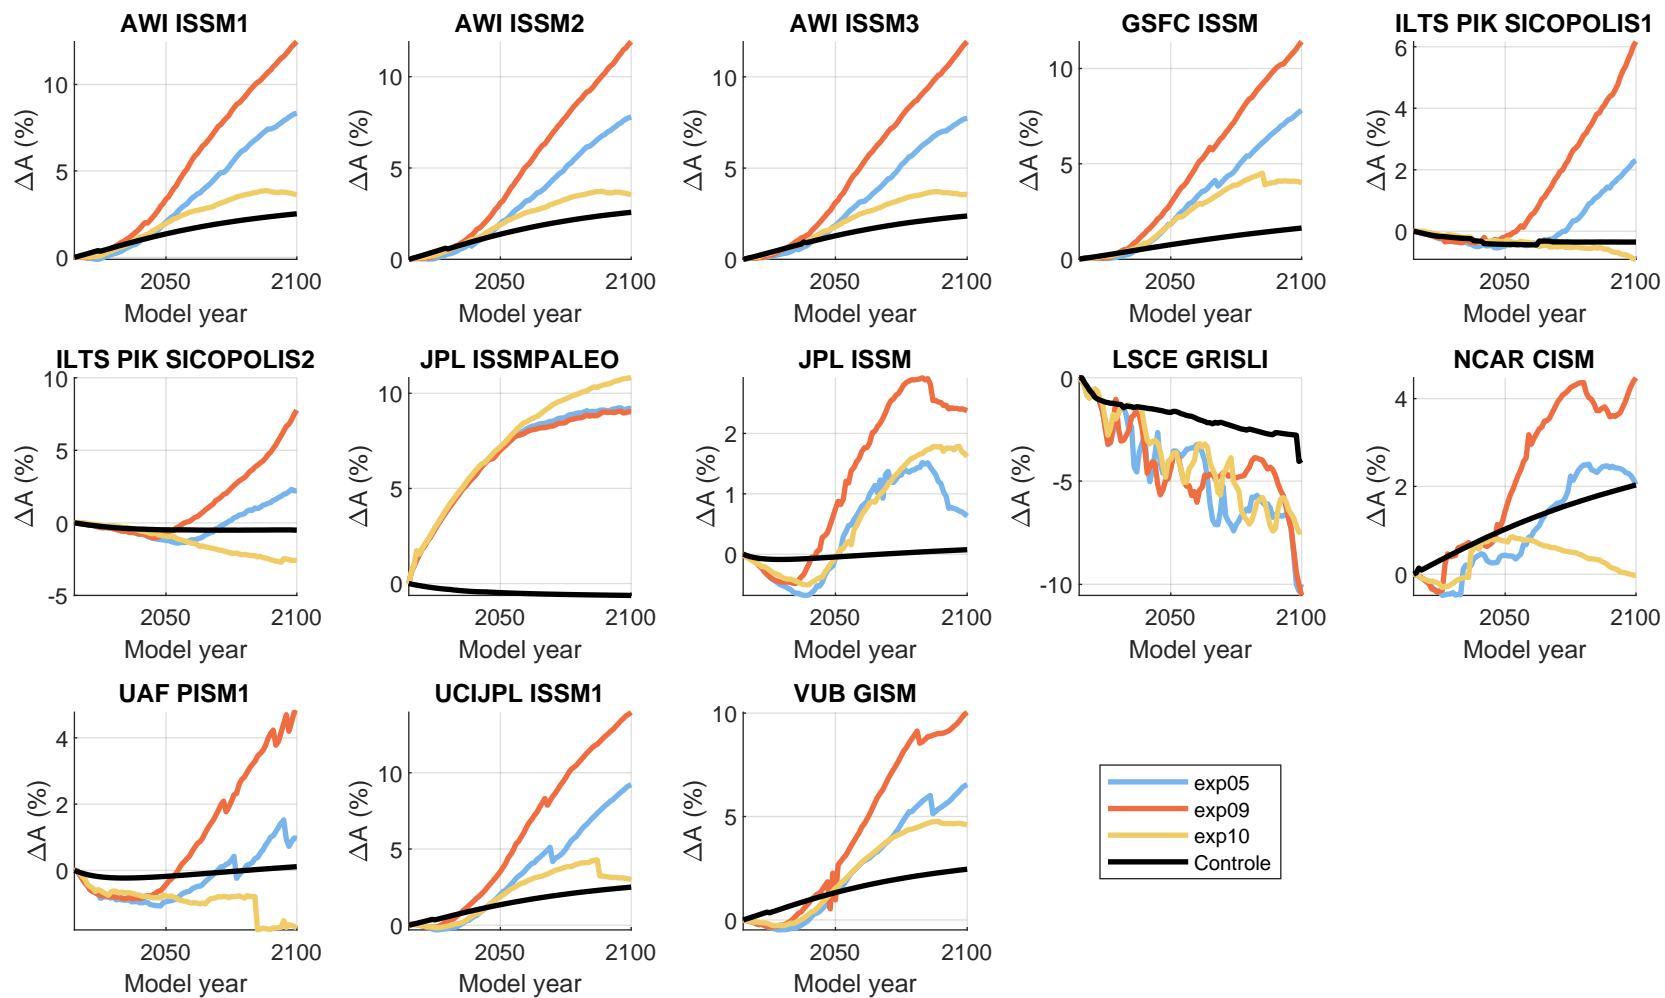 AWI ISSM1
AWI ISSM2
AWI ISSM3
GSFC ISSM
ILTS PIK SICOPOLIS1
ΔA (%)
10
5
0
2050
2100
Model year
ΔA (%)
10
5
0
2050
2100
Model year
ΔA (%)
10
5
0
2050
2100
Model year
ΔA (%)
10
5
0
2050
2100
Model year
ΔA (%)
6
4
2
0
2050
2100
Model year
ILTS PIK SICOPOLIS2
JPL ISSMPALEO
JPL ISSM
LSCE GRISLI
NCAR CISM
ΔA (%)
10
5
0
-5
2050
2100
Model year
ΔA (%)
10
5
0
2050
2100
Model year
ΔA (%)
2
1
0
2050
2100
Model year
ΔA (%)
0
-5
-10
2050
2100
Model year
ΔA (%)
4
2
0
2050
2100
Model year
UAF PISM1
UCIJPL ISSM1
VUB GISM
ΔA (%)
4
2
0
2050
2100
Model year
ΔA (%)
10
5
0
2050
2100
Model year
ΔA (%)
10
5
0
2050
2100
Model year
exp05
exp09
exp10
Controle